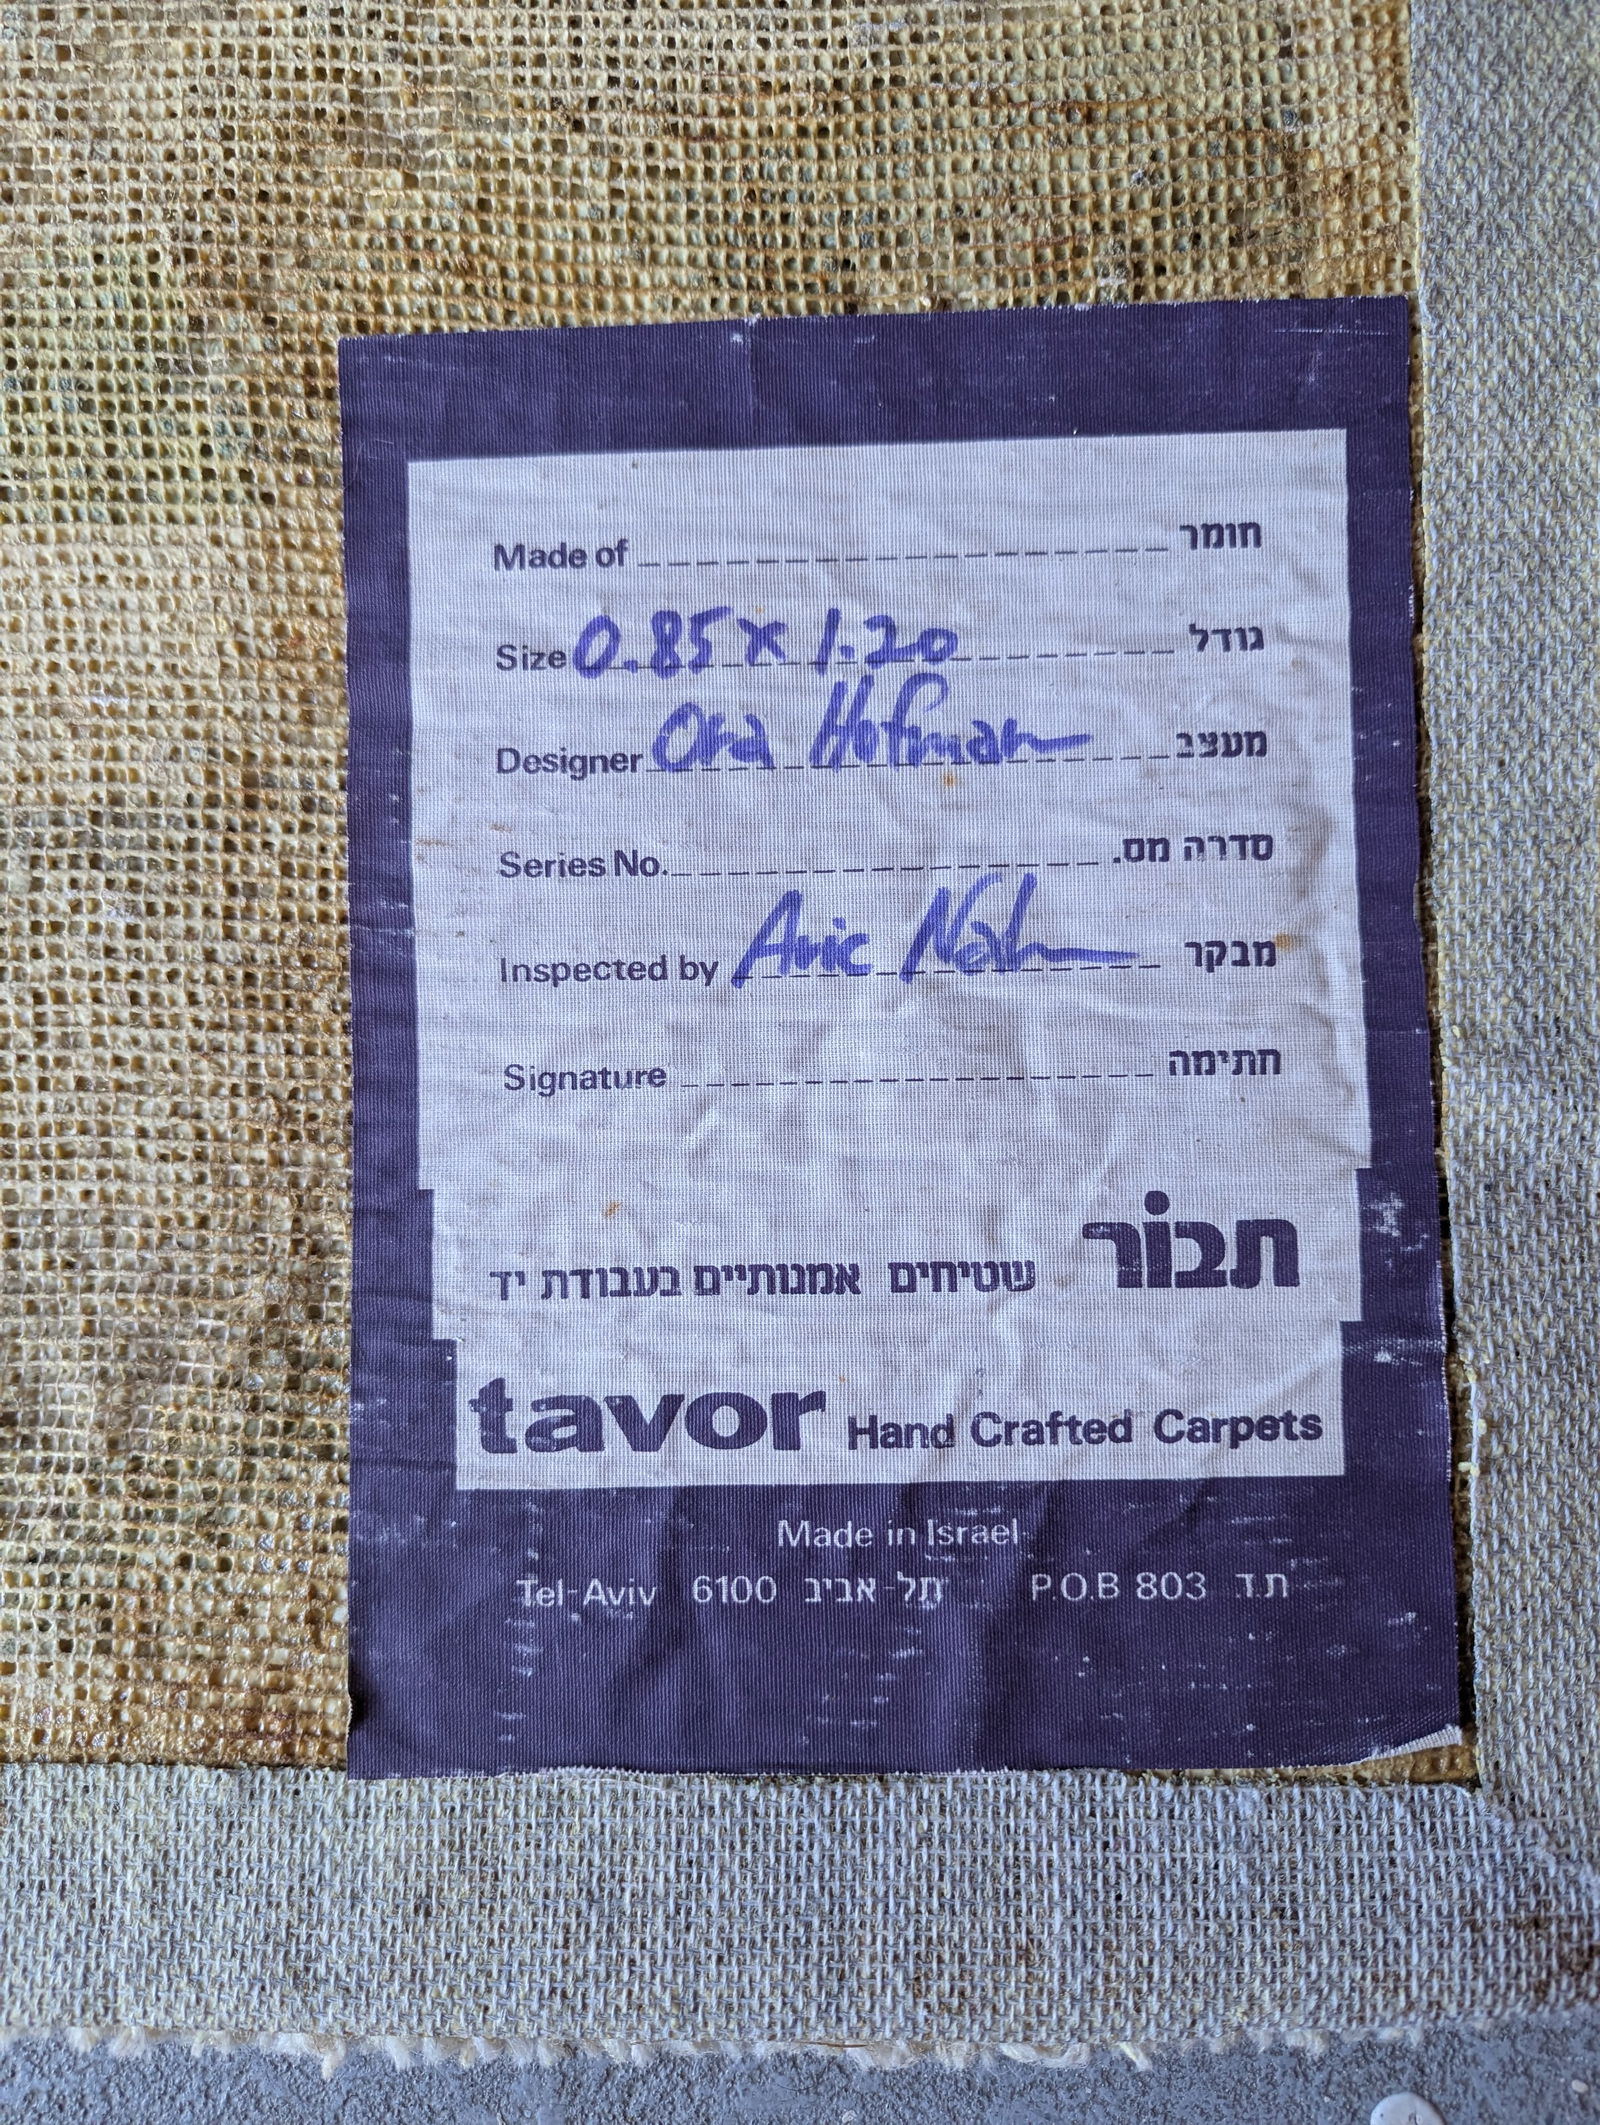 Made of חומר
Size 0.85 x 1.20 גודל
Designer Ora Hofman מעצב
Series No. סדרה מס.
Inspected by מבקר
Signature חתימה
תבור שטיחים אמנותיים בעבודת יד
tavor Hand Crafted Carpets
Made in Israel
Tel-Aviv 6100 תל-אביב P.O.B 803 ת.ד